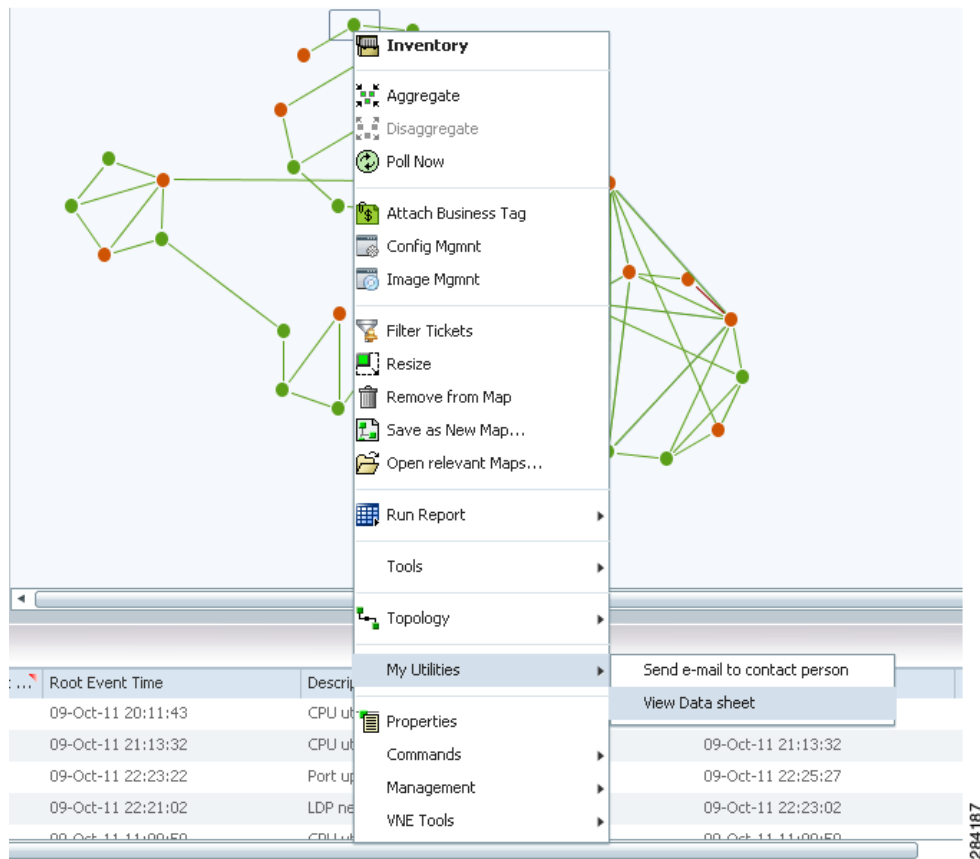 Inventory
Aggregate
Disaggregate
Poll Now
Attach Business Tag
Config Mgmnt
Image Mgmnt
Filter Tickets
Resize
Remove from Map
Save as New Map...
Open relevant Maps...
Run Report
Tools
Topology
My Utilities
Send e-mail to contact person
View Data sheet
Properties
Commands
Management
VNE Tools
: ... Root Event Time Descrip
09-Oct-11 20:11:43 CPU ut
09-Oct-11 21:13:32 CPU ut 09-Oct-11 21:13:32
09-Oct-11 22:23:22 Port up 09-Oct-11 22:25:27
09-Oct-11 22:21:02 LDP ne 09-Oct-11 22:23:02
284187